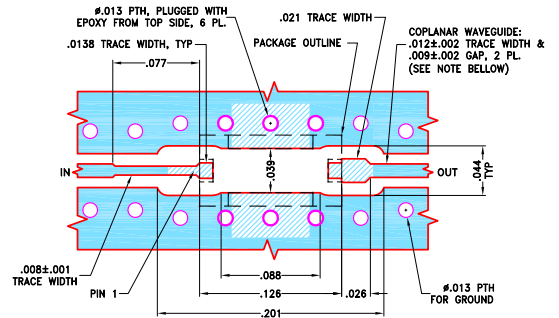 ø.013 PTH, PLUGGED WITH
EPOXY FROM TOP SIDE, 6 PL.
.021 TRACE WIDTH
.0138 TRACE WIDTH, TYP
PACKAGE OUTLINE
COPLANAR WAVEGUIDE:
.012±.002 TRACE WIDTH &
.009±.002 GAP, 2 PL.
(SEE NOTE BELLOW)
.077
IN
.039
OUT
.044
TYP
.008±.001
TRACE WIDTH
PIN 1
.088
.126
.026
.201
ø.013 PTH
FOR GROUND